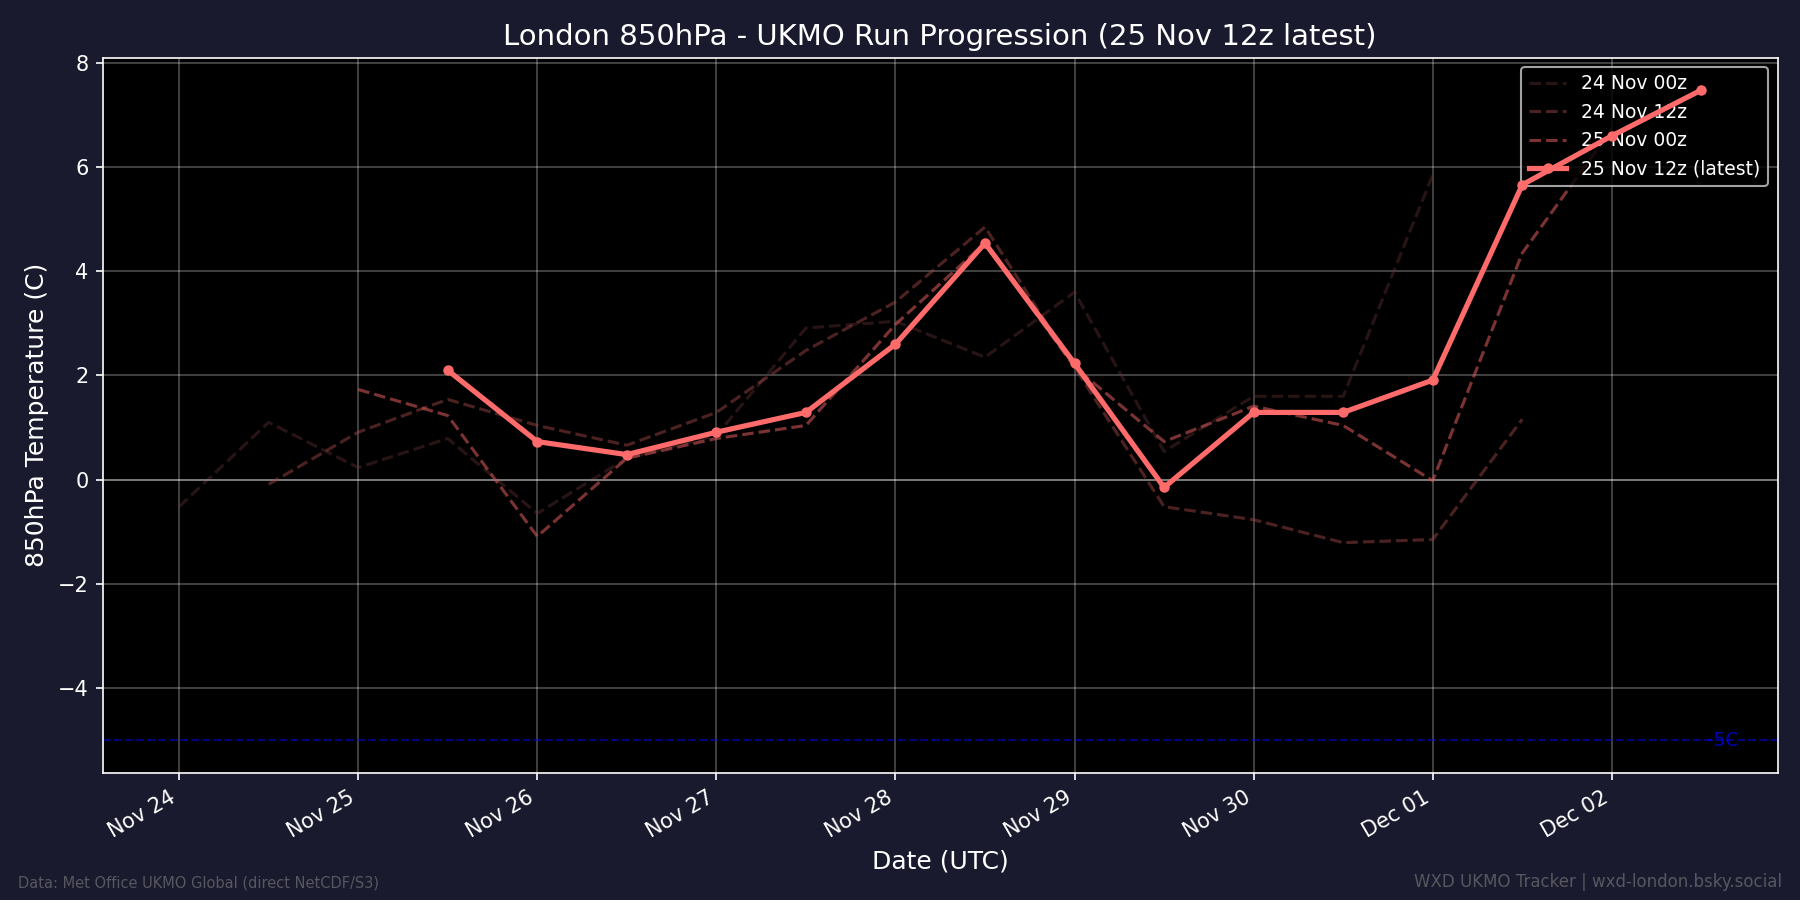 London 850hPa - UKMO Run Progression (25 Nov 12z latest)
8
6
4
2
0
−2
−4
850hPa Temperature (C)
24 Nov 00z
24 Nov 12z
25 Nov 00z
25 Nov 12z (latest)
-5C
Nov 24
Nov 25
Nov 26
Nov 27
Nov 28
Nov 29
Nov 30
Dec 01
Dec 02
Date (UTC)
Data: Met Office UKMO Global (direct NetCDF/S3)
WXD UKMO Tracker | wxd-london.bsky.social